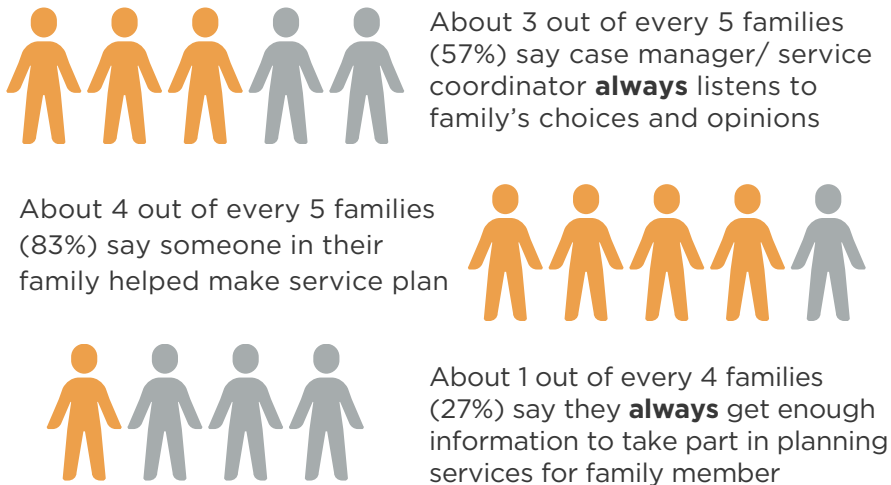 About 3 out of every 5 families
(57%) say case manager/ service
coordinator always listens to
family’s choices and opinions
About 4 out of every 5 families
(83%) say someone in their
family helped make service plan
About 1 out of every 4 families
(27%) say they always get enough
information to take part in planning
services for family member